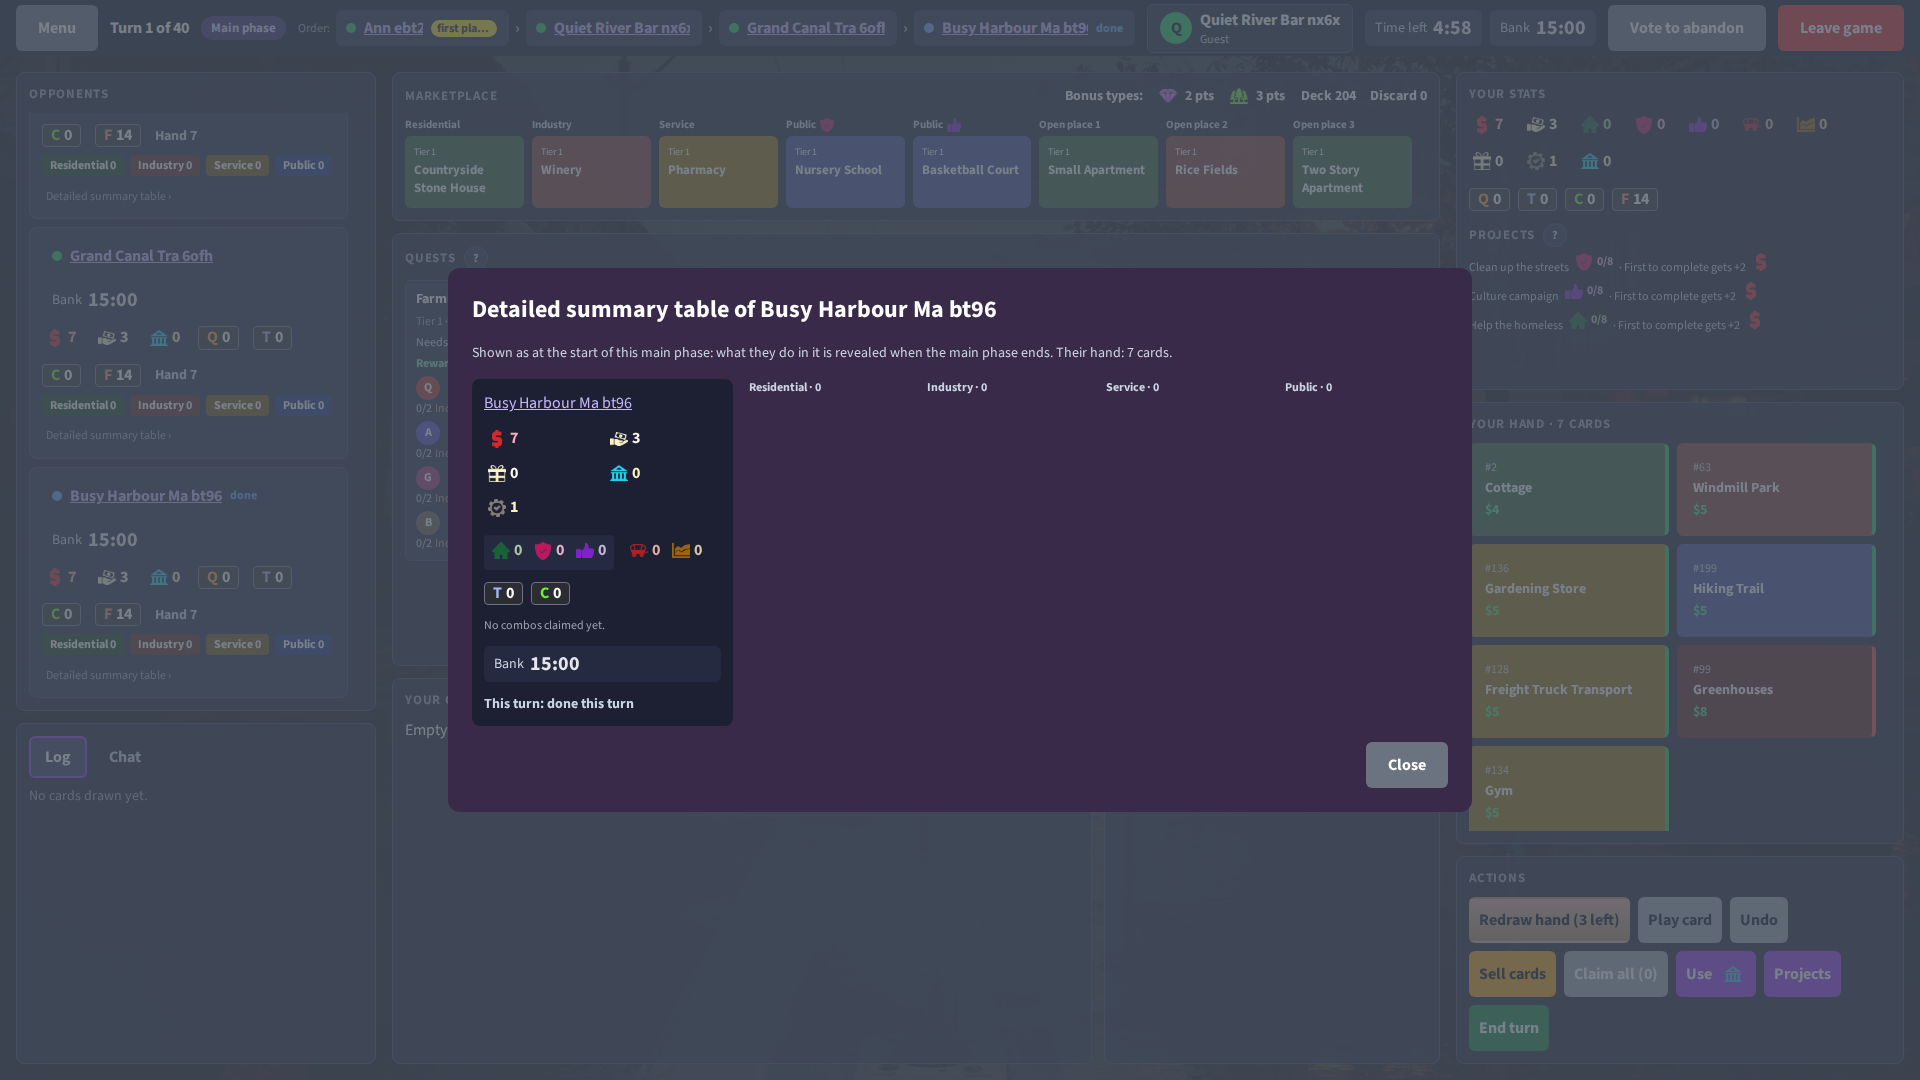 Menu
Turn 1 of 40
Main phase
Order:
Ann ebt2
first pla...
›
Quiet River Bar nx6x
›
Grand Canal Tra 6ofh
›
Busy Harbour Ma bt96
done
Q
Quiet River Bar nx6x
Guest
Time left 4:58
Bank 15:00
Vote to abandon
Leave game
OPPONENTS
C 0 F 14 Hand 7
Residential 0 Industry 0 Service 0 Public 0
Detailed summary table ›
Grand Canal Tra 6ofh
Bank 15:00
7 3 0 Q 0 T 0
C 0 F 14 Hand 7
Residential 0 Industry 0 Service 0 Public 0
Detailed summary table ›
Busy Harbour Ma bt96 done
Bank 15:00
7 3 0 Q 0 T 0
C 0 F 14 Hand 7
Residential 0 Industry 0 Service 0 Public 0
Detailed summary table ›
Log Chat
No cards drawn yet.
MARKETPLACE
Bonus types: 2 pts 3 pts Deck 204 Discard 0
Residential
Tier 1
Countryside
Stone House
Industry
Tier 1
Winery
Service
Tier 1
Pharmacy
Public
Tier 1
Nursery School
Public
Tier 1
Basketball Court
Open place 1
Tier 1
Small Apartment
Open place 2
Tier 1
Rice Fields
Open place 3
Tier 1
Two Story
Apartment
QUESTS ?
Farm
Tier 1 ·
Needs
Rewar
Q
0/2 Inc
A
0/2 Inc
G
0/2 Inc
B
0/2 Inc
YOUR
Empty
Detailed summary table of Busy Harbour Ma bt96
Shown as at the start of this main phase: what they do in it is revealed when the main phase ends. Their hand: 7 cards.
Busy Harbour Ma bt96
7 3
0 0
1
0 0 0 0 0
T 0 C 0
No combos claimed yet.
Bank 15:00
This turn: done this turn
Residential · 0 Industry · 0 Service · 0 Public · 0
Close
YOUR STATS
7 3 0 0 0 0 0
0 1 0
Q 0 T 0 C 0 F 14
PROJECTS ?
Clean up the streets 0/8 · First to complete gets +2
Culture campaign 0/8 · First to complete gets +2
Help the homeless 0/8 · First to complete gets +2
YOUR HAND · 7 CARDS
#2
Cottage
$4
#63
Windmill Park
$5
#136
Gardening Store
$5
#199
Hiking Trail
$5
#128
Freight Truck Transport
$5
#99
Greenhouses
$8
#134
Gym
$5
ACTIONS
Redraw hand (3 left) Play card Undo
Sell cards Claim all (0) Use Projects
End turn